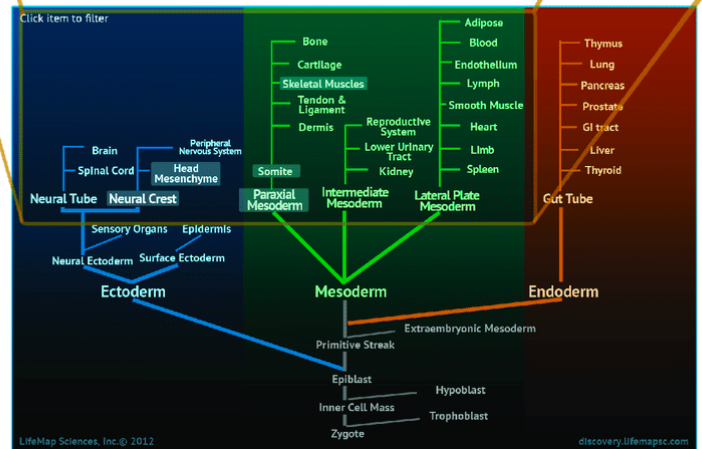 Click item to filter
Adipose
Blood
Endothelium
Lymph
Smooth Muscle
Heart
Limb
Spleen
Bone
Cartilage
Skeletal Muscles
Tendon &
Ligament
Dermis
Somite
Paraxial
Mesoderm
Reproductive
System
Lower Urinary
Tract
Kidney
Intermediate
Mesoderm
Lateral Plate
Mesoderm
Thymus
Lung
Pancreas
Prostate
GI tract
Liver
Thyroid
Gut Tube
Brain
Spinal Cord
Neural Tube
Peripheral
Nervous System
Head
Mesenchyme
Neural Crest
Sensory Organs
Epidermis
Neural Ectoderm
Surface Ectoderm
Ectoderm
Mesoderm
Endoderm
Extraembryonic Mesoderm
Primitive Streak
Epiblast
Hypoblast
Inner Cell Mass
Trophoblast
Zygote
LifeMap Sciences, Inc.© 2012
discovery.lifemapsc.com